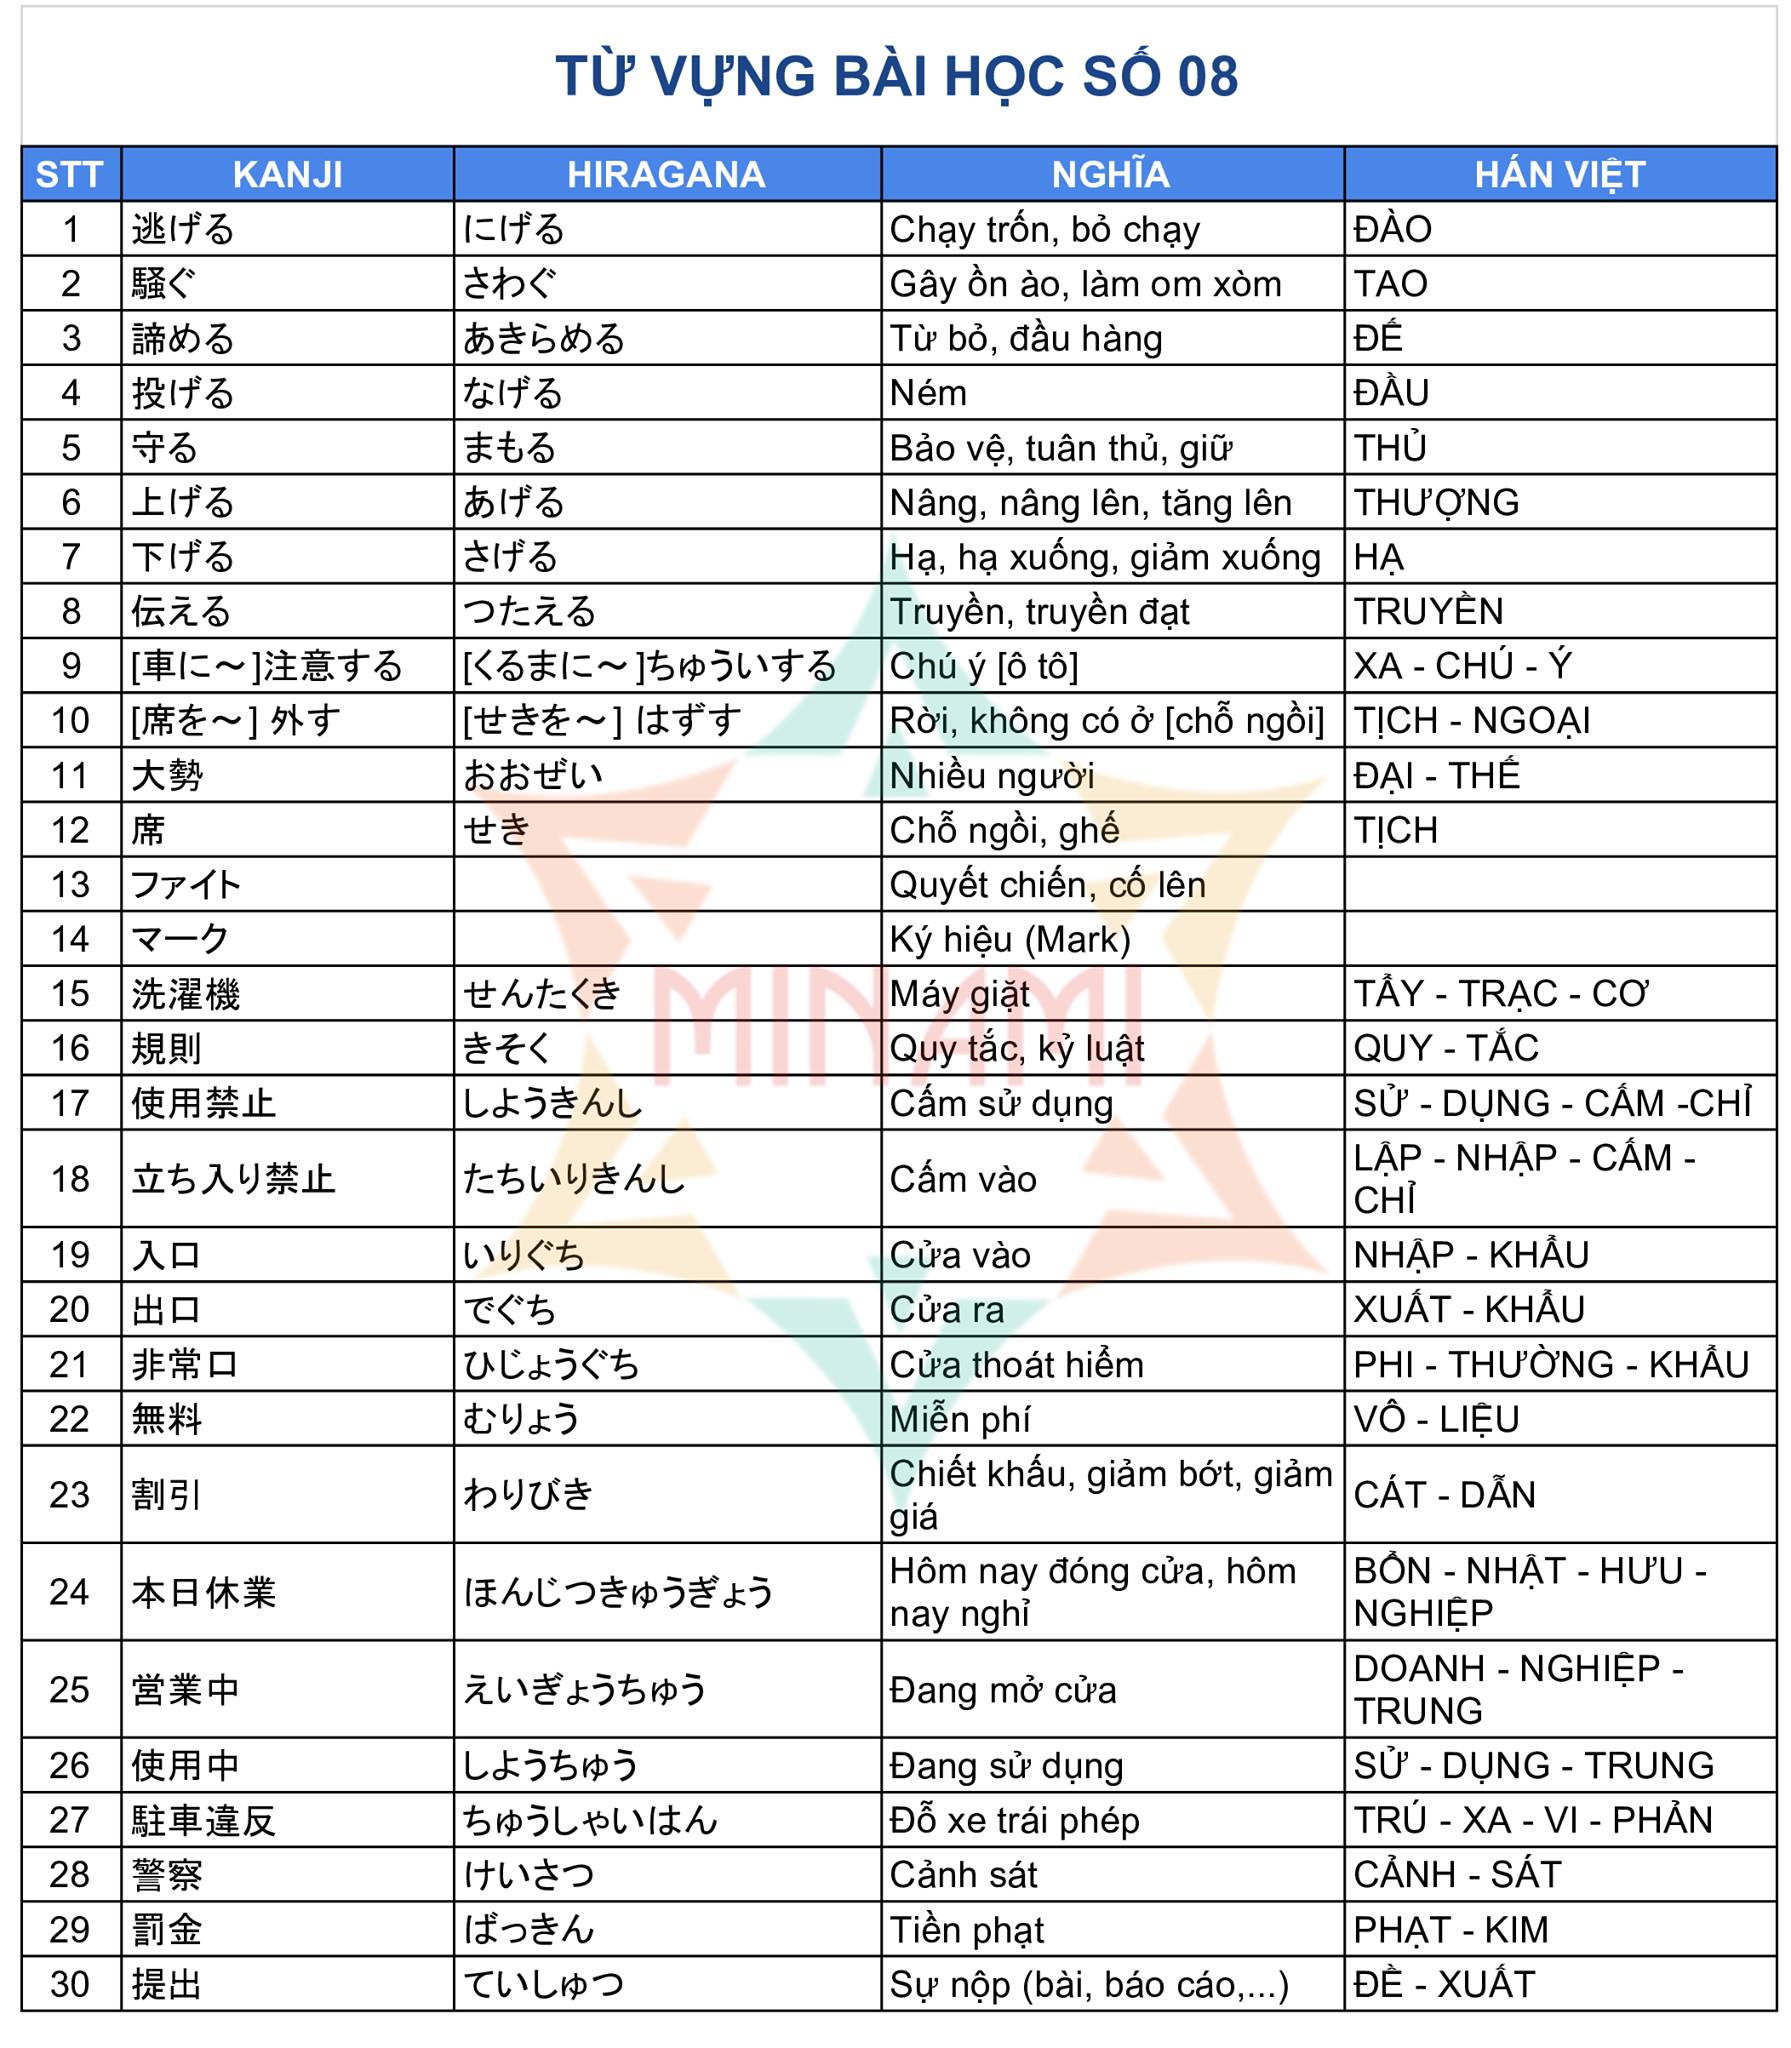 TỪ VỰNG BÀI HỌC SỐ 08
STT KANJI HIRAGANA NGHĨA HÁN VIỆT
1 逃げる にげる Chạy trốn, bỏ chạy ĐÀO
2 騒ぐ さわぐ Gây ồn ào, làm om xòm TAO
3 諦める あきらめる Từ bỏ, đầu hàng ĐẾ
4 投げる なげる Ném ĐẦU
5 守る まもる Bảo vệ, tuân thủ, giữ THỦ
6 上げる あげる Nâng, nâng lên, tăng lên THƯỢNG
7 下げる さげる Hạ, hạ xuống, giảm xuống HẠ
8 伝える つたえる Truyền, truyền đạt TRUYỀN
9 [車に～]注意する [くるまに～]ちゅういする Chú ý [ô tô] XA - CHÚ - Ý
10 [席を～] 外す [せきを～] はずす Rời, không có ở [chỗ ngồi] TỊCH - NGOẠI
11 大勢 おおぜい Nhiều người ĐẠI - THẾ
12 席 せき Chỗ ngồi, ghế TỊCH
13 ファイト Quyết chiến, cố lên
14 マーク Ký hiệu (Mark)
15 洗濯機 せんたくき Máy giặt TẨY - TRẠC - CƠ
16 規則 きそく Quy tắc, kỷ luật QUY - TẮC
17 使用禁止 しようきんし Cấm sử dụng SỬ - DỤNG - CẤM -CHỈ
18 立ち入り禁止 たちいりきんし Cấm vào LẬP - NHẬP - CẤM -
CHỈ
19 入口 いりぐち Cửa vào NHẬP - KHẨU
20 出口 でぐち Cửa ra XUẤT - KHẨU
21 非常口 ひじょうぐち Cửa thoát hiểm PHI - THƯỜNG - KHẨU
22 無料 むりょう Miễn phí VÔ - LIỆU
23 割引 わりびき Chiết khấu, giảm bớt, giảm
giá CÁT - DẪN
24 本日休業 ほんじつきゅうぎょう Hôm nay đóng cửa, hôm
nay nghỉ BỔN - NHẬT - HƯU -
NGHIỆP
25 営業中 えいぎょうちゅう Đang mở cửa DOANH - NGHIỆP -
TRUNG
26 使用中 しようちゅう Đang sử dụng SỬ - DỤNG - TRUNG
27 駐車違反 ちゅうしゃいはん Đỗ xe trái phép TRÚ - XA - VI - PHẢN
28 警察 けいさつ Cảnh sát CẢNH - SÁT
29 罰金 ばっきん Tiền phạt PHẠT - KIM
30 提出 ていしゅつ Sự nộp (bài, báo cáo,...) ĐỀ - XUẤT
MINAMI